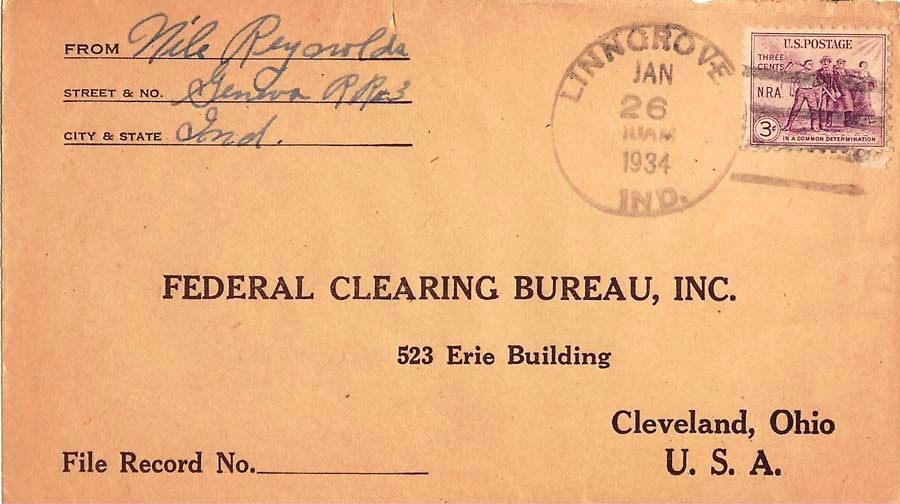 FROM Nile Reynolds
STREET & NO. Geneva R R 3
CITY & STATE Ind.
LINNGROVE
JAN
26
10AM
1934
IND.
U.S. POSTAGE
THREE
CENTS
N.R.A.
3¢
IN A COMMON DETERMINATION
FEDERAL CLEARING BUREAU, INC.
523 Erie Building
Cleveland, Ohio
U. S. A.
File Record No.